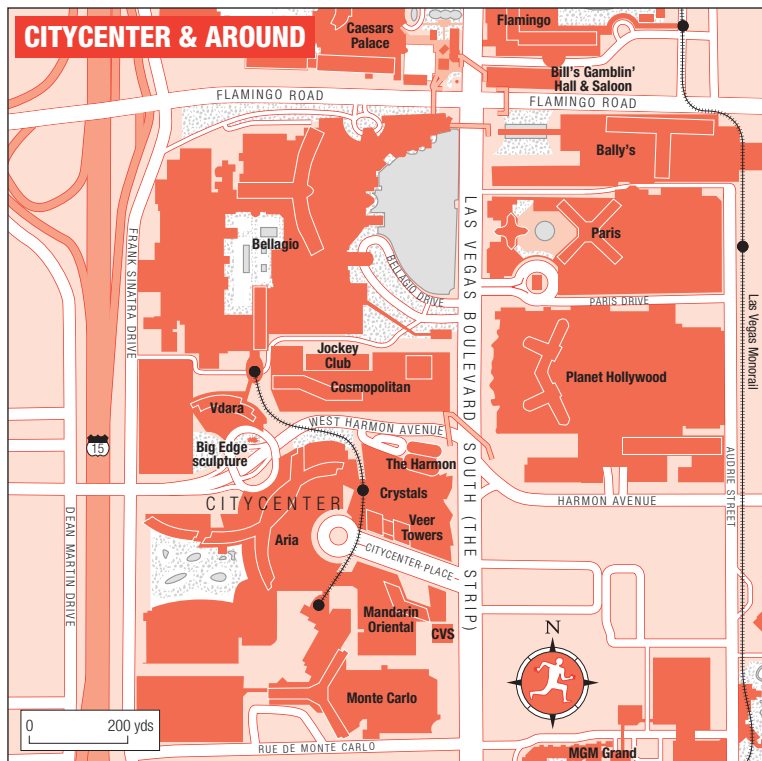 CITYCENTER & AROUND
Caesars
Palace
Flamingo
Bill's Gamblin'
Hall & Saloon
FLAMINGO ROAD
FLAMINGO ROAD
Bally's
Paris
Bellagio
BELLAGIO DRIVE
PARIS DRIVE
FRANK SINATRA DRIVE
LAS VEGAS BOULEVARD SOUTH (THE STRIP)
Las Vegas Monorail
Jockey
Club
Cosmopolitan
Planet Hollywood
Vdara
WEST HARMON AVENUE
Big Edge
sculpture
15
The Harmon
Crystals
CITYCENTER
HARMON AVENUE
AUDRIE STREET
Veer
Towers
Aria
CITYCENTER PLACE
DEAN MARTIN DRIVE
Mandarin
Oriental
CVS
N
Monte Carlo
0 200 yds
RUE DE MONTE CARLO
MGM Grand